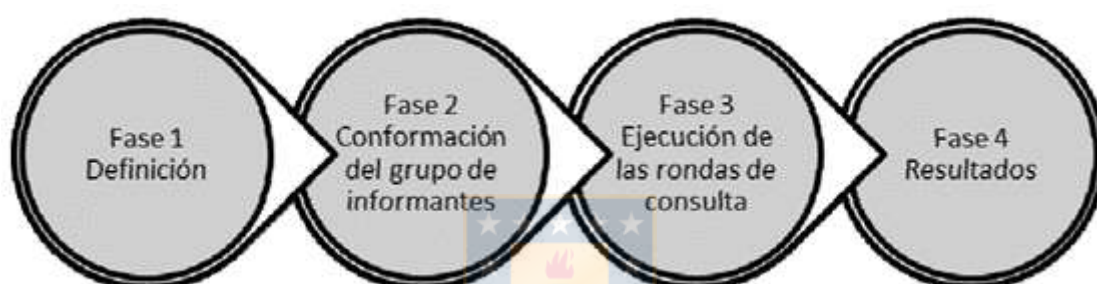 Fase 1
Definición
Fase 2
Conformación
del grupo de
informantes
Fase 3
Ejecución de
las rondas de
consulta
Fase 4
Resultados